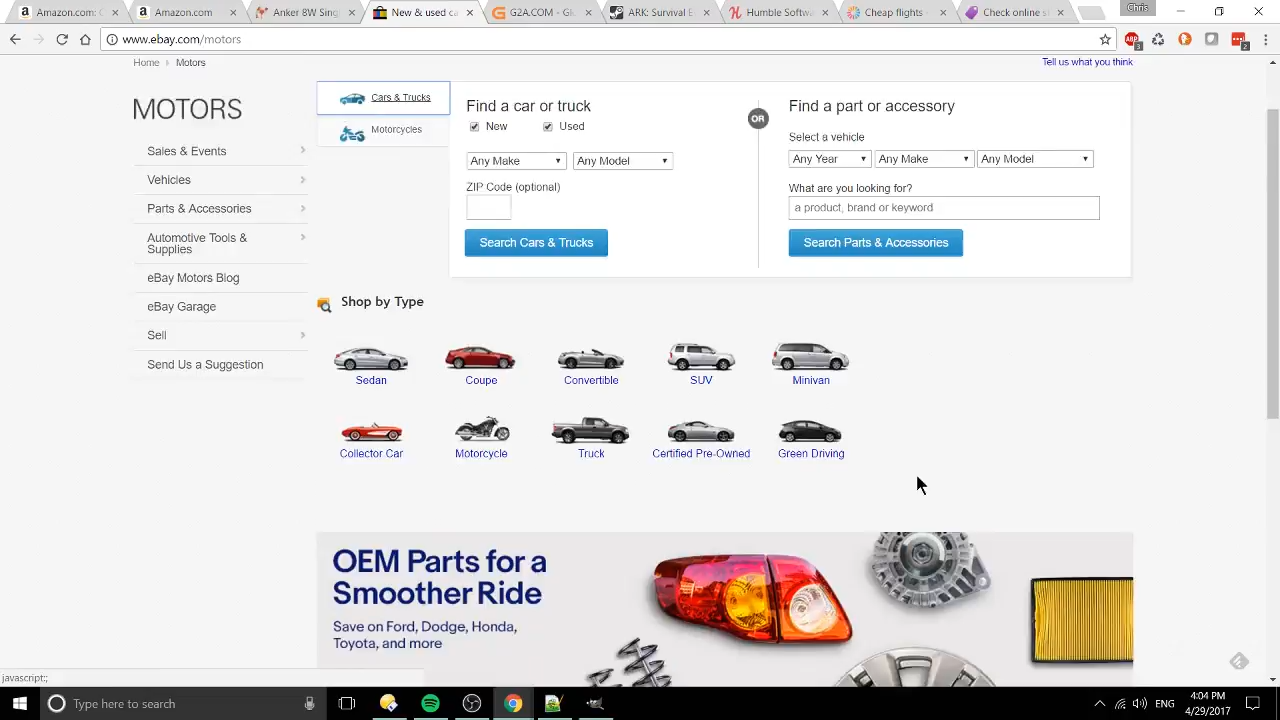 Amazon.com: C
Amazon.com
Anker 8W Sing
New & used ca
G2A.COM - Gl
ARK: Survival E
Humble Softwa
Cheap flights
Check online s
Chris
www.ebay.com/motors
3
2
Home > Motors
Tell us what you think
MOTORS
Sales & Events
Vehicles
Parts & Accessories
Automotive Tools &
Supplies
eBay Motors Blog
eBay Garage
Sell
Send Us a Suggestion
Cars & Trucks
Motorcycles
Find a car or truck
New Used
Any Make Any Model
ZIP Code (optional)
Search Cars & Trucks
OR
Find a part or accessory
Select a vehicle
Any Year Any Make Any Model
What are you looking for?
a product, brand or keyword
Search Parts & Accessories
Shop by Type
Sedan Coupe Convertible SUV Minivan
Collector Car Motorcycle Truck Certified Pre-Owned Green Driving
OEM Parts for a
Smoother Ride
Save on Ford, Dodge, Honda,
Toyota, and more
javascript:;
Type here to search
ENG
4:04 PM
4/29/2017